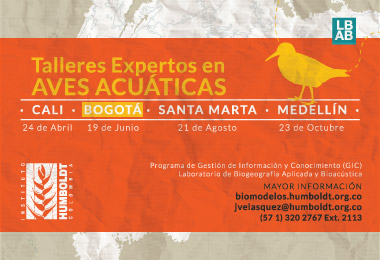 LB
AB
Talleres Expertos en
AVES ACUÁTICAS
· CALI · BOGOTÁ · SANTA MARTA · MEDELLÍN ·
24 de Abril 19 de Junio 21 de Agosto 23 de Octubre
INSTITUTO
HUMBOLDT
COLOMBIA
Programa de Gestión de Información y Conocimiento (GIC)
Laboratorio de Biogeografía Aplicada y Bioacústica
MAYOR INFORMACIÓN
biomodelos.humboldt.org.co
jvelasquez@humboldt.org.co
(57 1) 320 2767 Ext. 2113